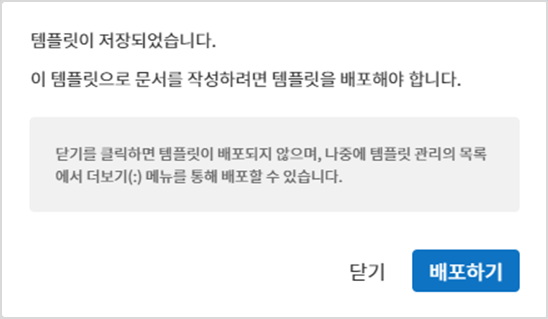 템플릿이 저장되었습니다.
이 템플릿으로 문서를 작성하려면 템플릿을 배포해야 합니다.
닫기를 클릭하면 템플릿이 배포되지 않으며, 나중에 템플릿 관리의 목록
에서 더보기(:) 메뉴를 통해 배포할 수 있습니다.
닫기
배포하기